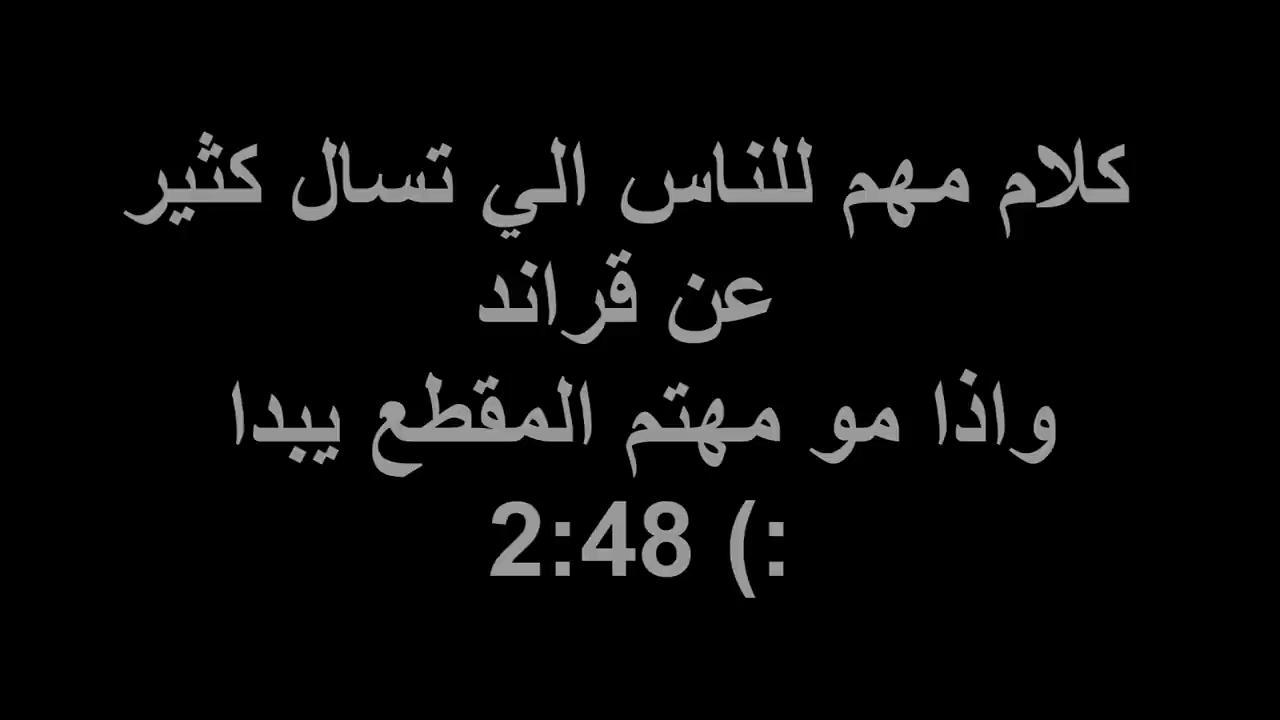 كلام مهم للناس الي تسال كثير
عن قراند
واذا مو مهتم المقطع يبدا
2:48 (: